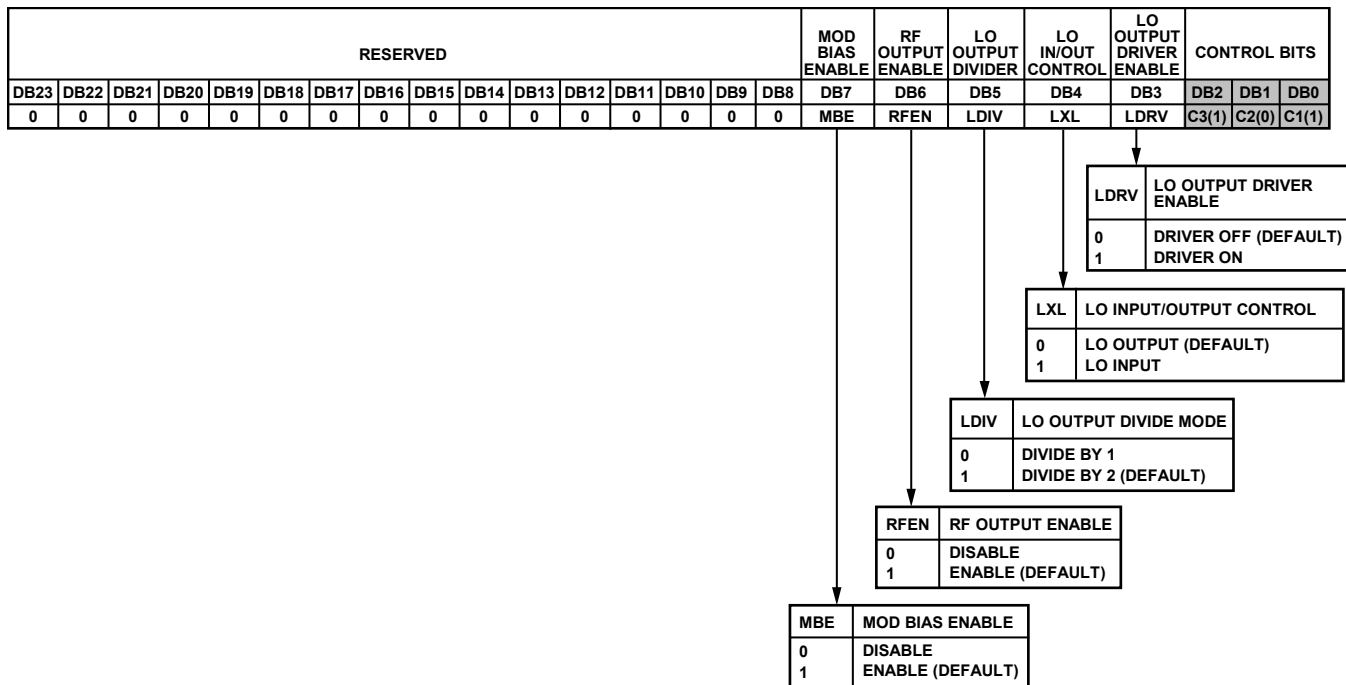 RESERVED
MOD BIAS ENABLE
RF OUTPUT ENABLE
LO OUTPUT DIVIDER
LO IN/OUT CONTROL
LO OUTPUT DRIVER ENABLE
CONTROL BITS
DB23 DB22 DB21 DB20 DB19 DB18 DB17 DB16 DB15 DB14 DB13 DB12 DB11 DB10 DB9 DB8 DB7 DB6 DB5 DB4 DB3 DB2 DB1 DB0
0 0 0 0 0 0 0 0 0 0 0 0 0 0 0 0 MBE RFEN LDIV LXL LDRV C3(1) C2(0) C1(1)
LDRV LO OUTPUT DRIVER ENABLE
0 DRIVER OFF (DEFAULT)
1 DRIVER ON
LXL LO INPUT/OUTPUT CONTROL
0 LO OUTPUT (DEFAULT)
1 LO INPUT
LDIV LO OUTPUT DIVIDE MODE
0 DIVIDE BY 1
1 DIVIDE BY 2 (DEFAULT)
RFEN RF OUTPUT ENABLE
0 DISABLE
1 ENABLE (DEFAULT)
MBE MOD BIAS ENABLE
0 DISABLE
1 ENABLE (DEFAULT)